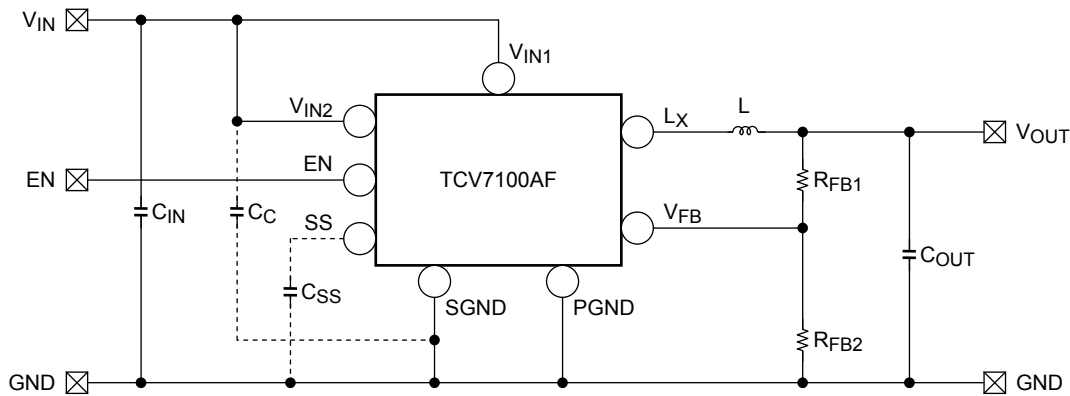 VIN
VIN1
VIN2
LX
L
VOUT
EN
EN
TCV7100AF
RFB1
CIN
CC
SS
VFB
COUT
CSS
SGND
PGND
RFB2
GND
GND